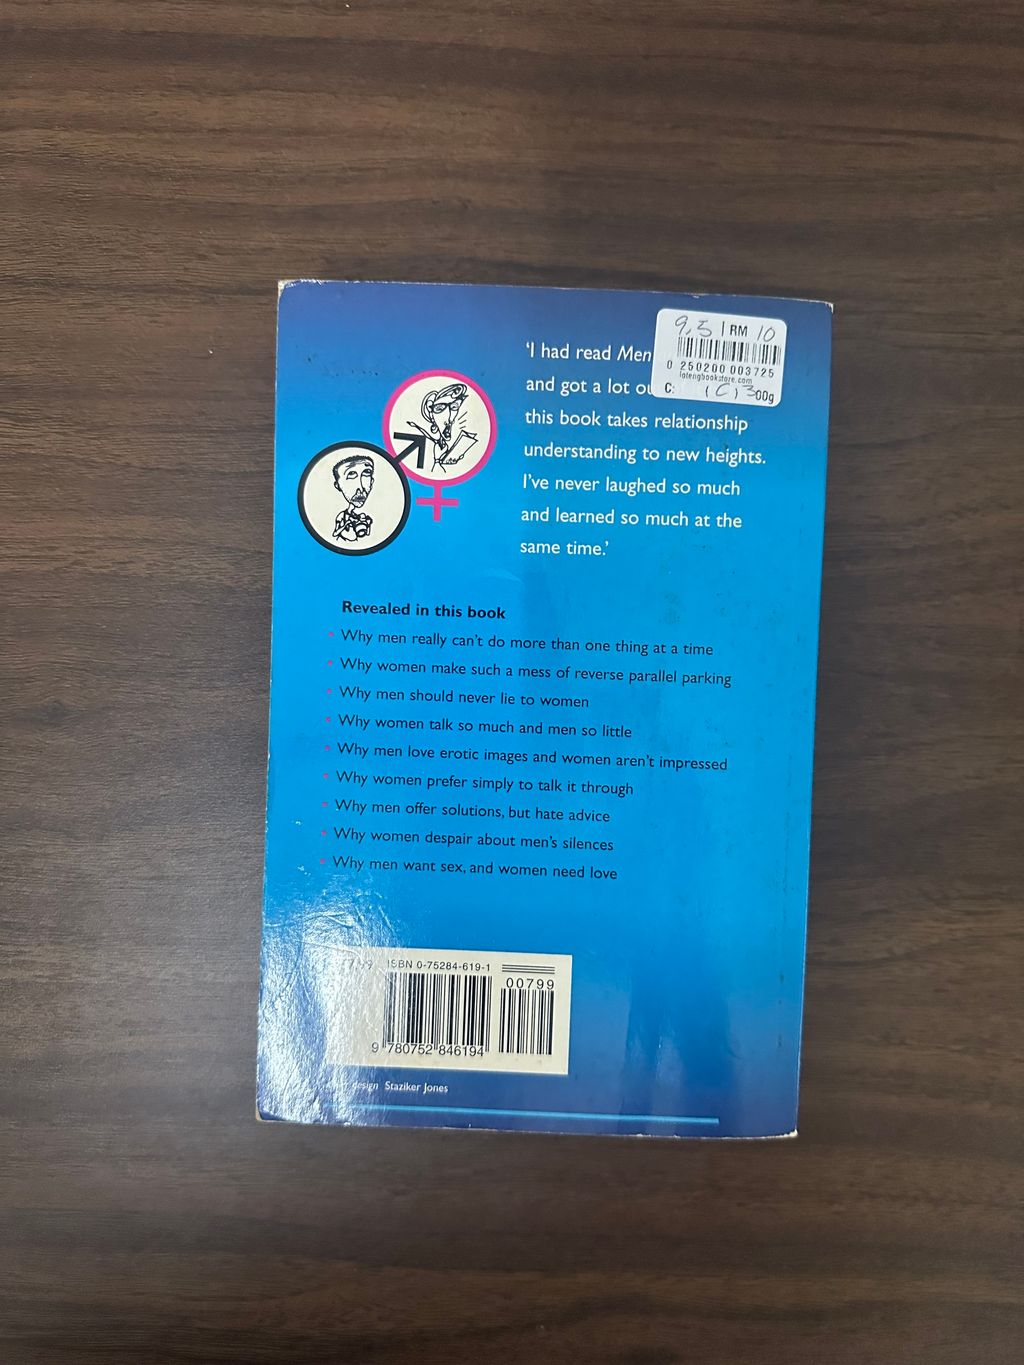 'I had read Men
and got a lot
this book takes relationship
understanding to new heights.
I've never laughed so much
and learned so much at the
same time.'
9.5 | RM 10
0 250200 003725
lotengbookstore.com
C: (C) 300g
Revealed in this book
• Why men really can't do more than one thing at a time
• Why women make such a mess of reverse parallel parking
• Why men should never lie to women
• Why women talk so much and men so little
• Why men love erotic images and women aren't impressed
• Why women prefer simply to talk it through
• Why men offer solutions, but hate advice
• Why women despair about men's silences
• Why men want sex, and women need love
ISBN 0-75284-619-1
00799
9 780752 846194
design Staziker Jones